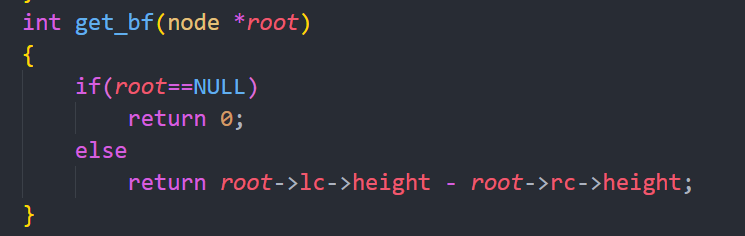 int get_bf(node *root)
{
    if(root==NULL)
        return 0;
    else
        return root->lc->height - root->rc->height;
}